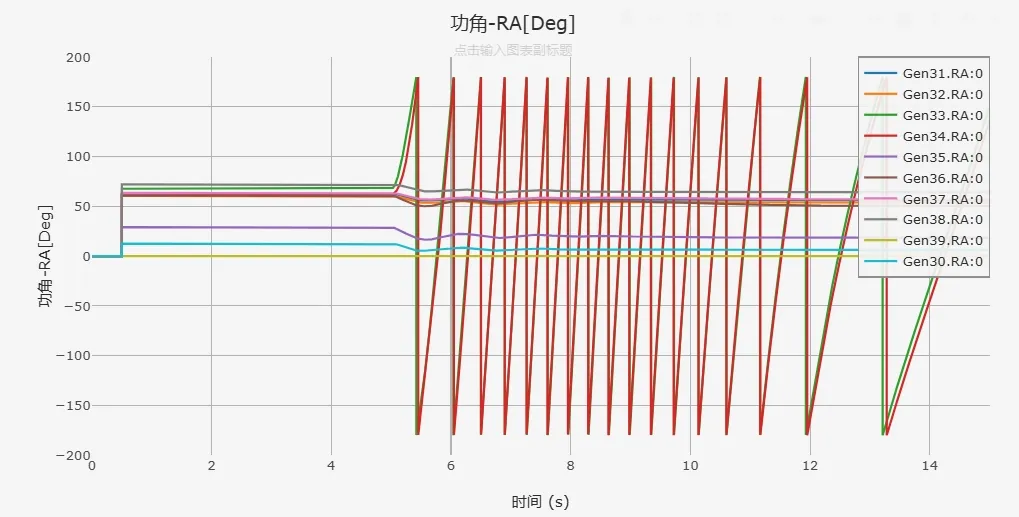 功角-RA[Deg]
点击输入图表副标题
功角-RA[Deg]
200
150
100
50
0
−50
−100
−150
−200
0 2 4 6 8 10 12 14
时间 (s)
Gen31.RA:0
Gen32.RA:0
Gen33.RA:0
Gen34.RA:0
Gen35.RA:0
Gen36.RA:0
Gen37.RA:0
Gen38.RA:0
Gen39.RA:0
Gen30.RA:0